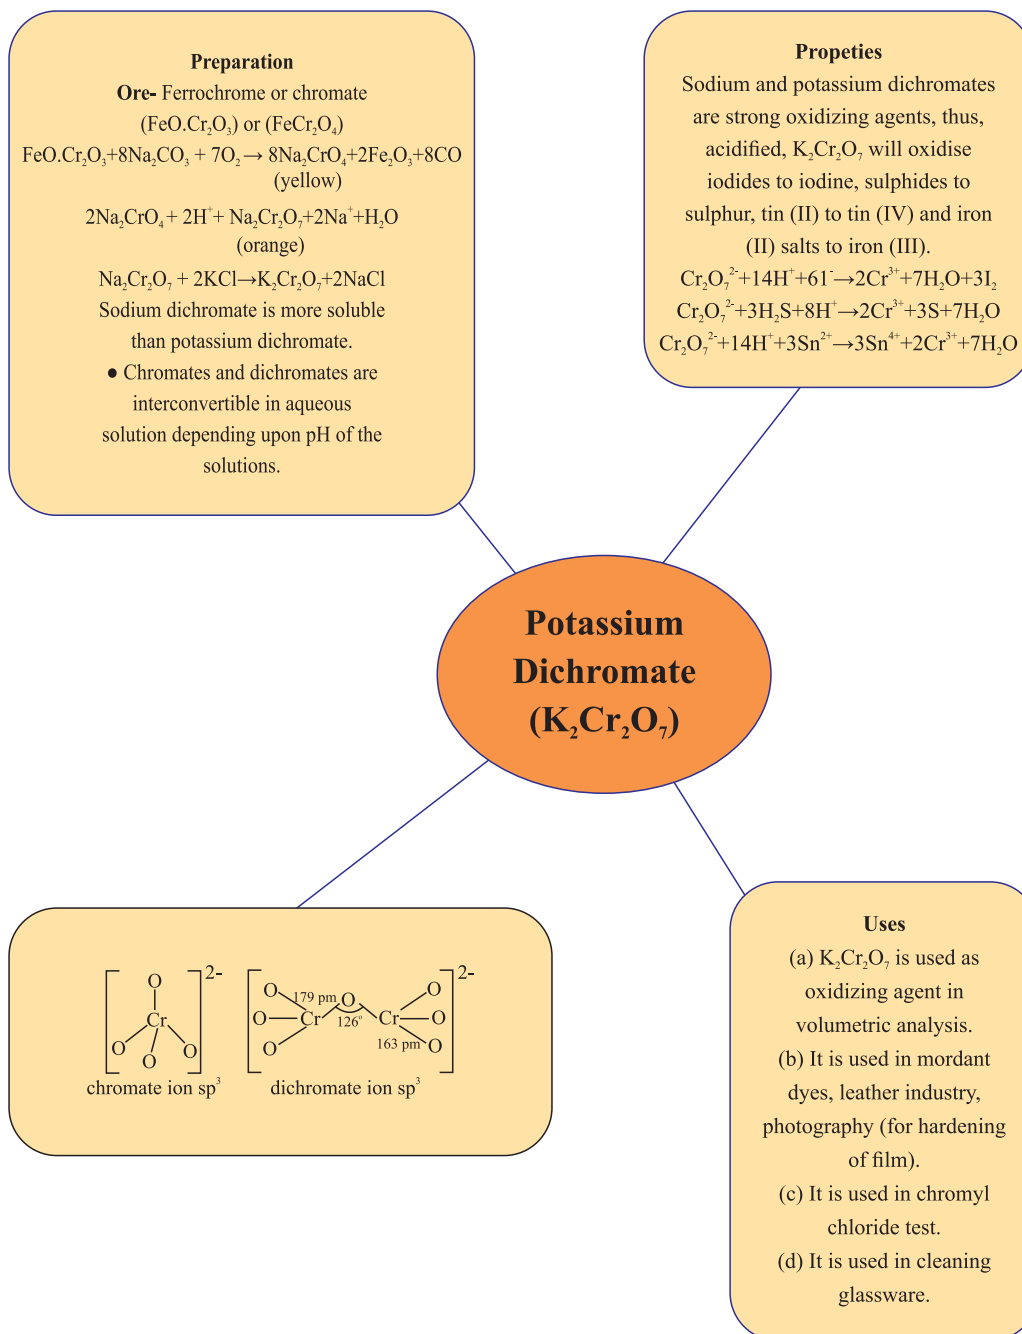 Preparation
Ore- Ferrochrome or chromate
(FeO.Cr₂O₃) or (FeCr₂O₄)
FeO.Cr₂O₃+8Na₂CO₃ + 7O₂→ 8Na₂CrO₄+2Fe₂O₃+8CO
(yellow)
2Na₂CrO₄+ 2H⁺+ Na₂Cr₂O₇+2Na⁺+H₂O
(orange)
Na₂Cr₂O₇ + 2KCl→K₂Cr₂O₇+2NaCl
Sodium dichromate is more soluble
than potassium dichromate.
● Chromates and dichromates are
interconvertible in aqueous
solution depending upon pH of the
solutions.
Propeties
Sodium and potassium dichromates
are strong oxidizing agents, thus,
acidified, K₂Cr₂O₇ will oxidise
iodides to iodine, sulphides to
sulphur, tin (II) to tin (IV) and iron
(II) salts to iron (III).
Cr₂O₇²⁻+14H⁺+61⁻→2Cr³⁺+7H₂O+3I₂
Cr₂O₇²⁻+3H₂S+8H⁺→2Cr³⁺+3S+7H₂O
Cr₂O₇²⁻+14H⁺+3Sn²⁺→3Sn⁴⁺+2Cr³⁺+7H₂O
Potassium
Dichromate
(K₂Cr₂O₇)
2-
O
Cr
O O O
chromate ion sp³
2-
O 179 pm O O
O Cr 126° Cr O
O 163 pm O
dichromate ion sp³
Uses
(a) K₂Cr₂O₇ is used as
oxidizing agent in
volumetric analysis.
(b) It is used in mordant
dyes, leather industry,
photography (for hardening
of film).
(c) It is used in chromyl
chloride test.
(d) It is used in cleaning
glassware.